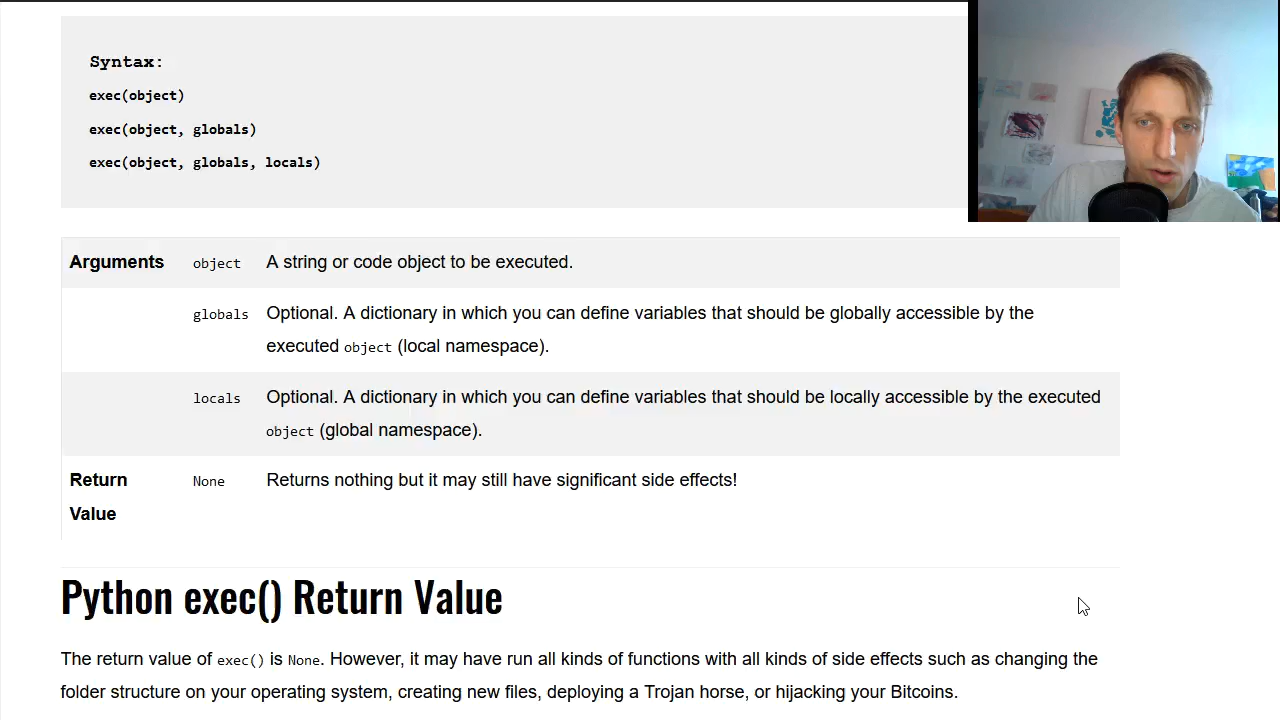 Syntax:
exec(object)
exec(object, globals)
exec(object, globals, locals)
Arguments object A string or code object to be executed.
globals Optional. A dictionary in which you can define variables that should be globally accessible by the
executed object (local namespace).
locals Optional. A dictionary in which you can define variables that should be locally accessible by the executed
object (global namespace).
Return None Returns nothing but it may still have significant side effects!
Value
Python exec() Return Value
The return value of exec() is None. However, it may have run all kinds of functions with all kinds of side effects such as changing the
folder structure on your operating system, creating new files, deploying a Trojan horse, or hijacking your Bitcoins.